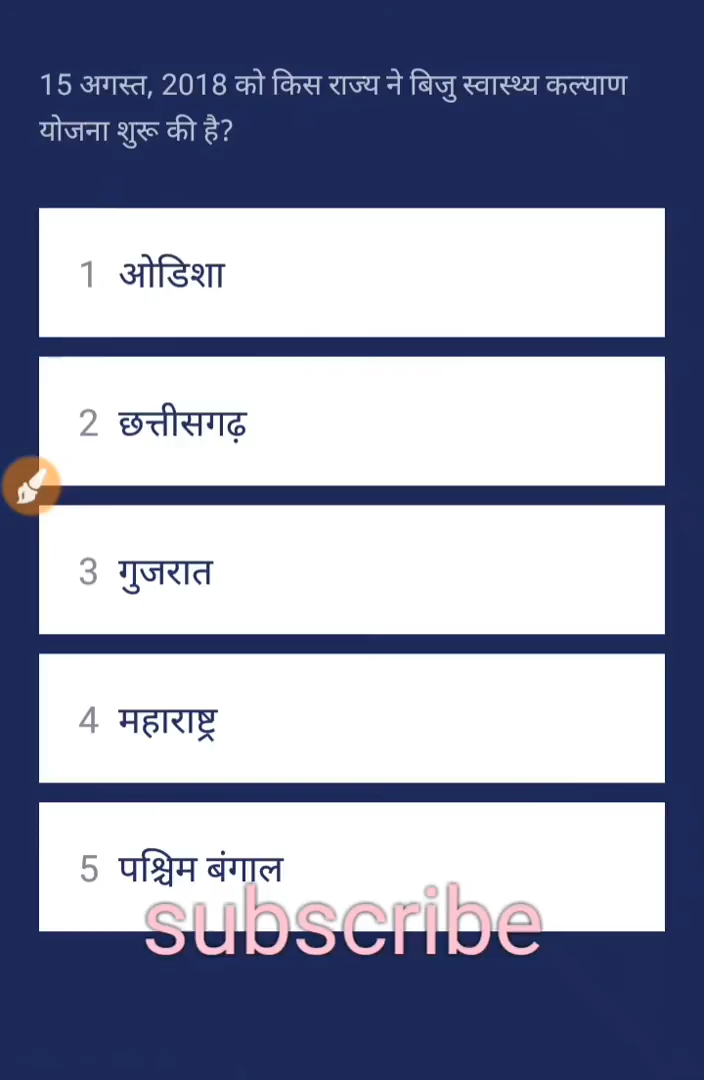 15 अगस्त, 2018 को किस राज्य ने बिजु स्वास्थ्य कल्याण
योजना शुरू की है?
1 ओडिशा
2 छत्तीसगढ़
3 गुजरात
4 महाराष्ट्र
5 पश्चिम बंगाल
subscribe